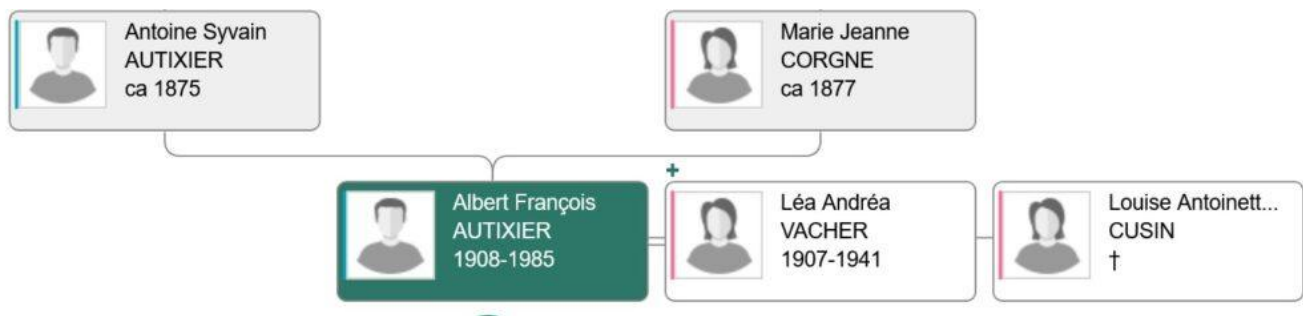 Antoine Syvain
AUTIXIER
ca 1875
Marie Jeanne
CORGNE
ca 1877
+
Albert François
AUTIXIER
1908-1985
Léa Andréa
VACHER
1907-1941
Louise Antoinett...
CUSIN
†